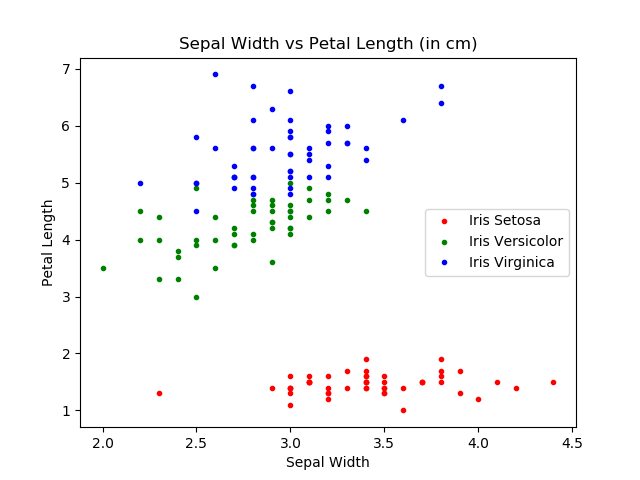 Sepal Width vs Petal Length (in cm)
7
6
5
4
3
2
1
Petal Length
Iris Setosa
Iris Versicolor
Iris Virginica
2.0 2.5 3.0 3.5 4.0 4.5
Sepal Width